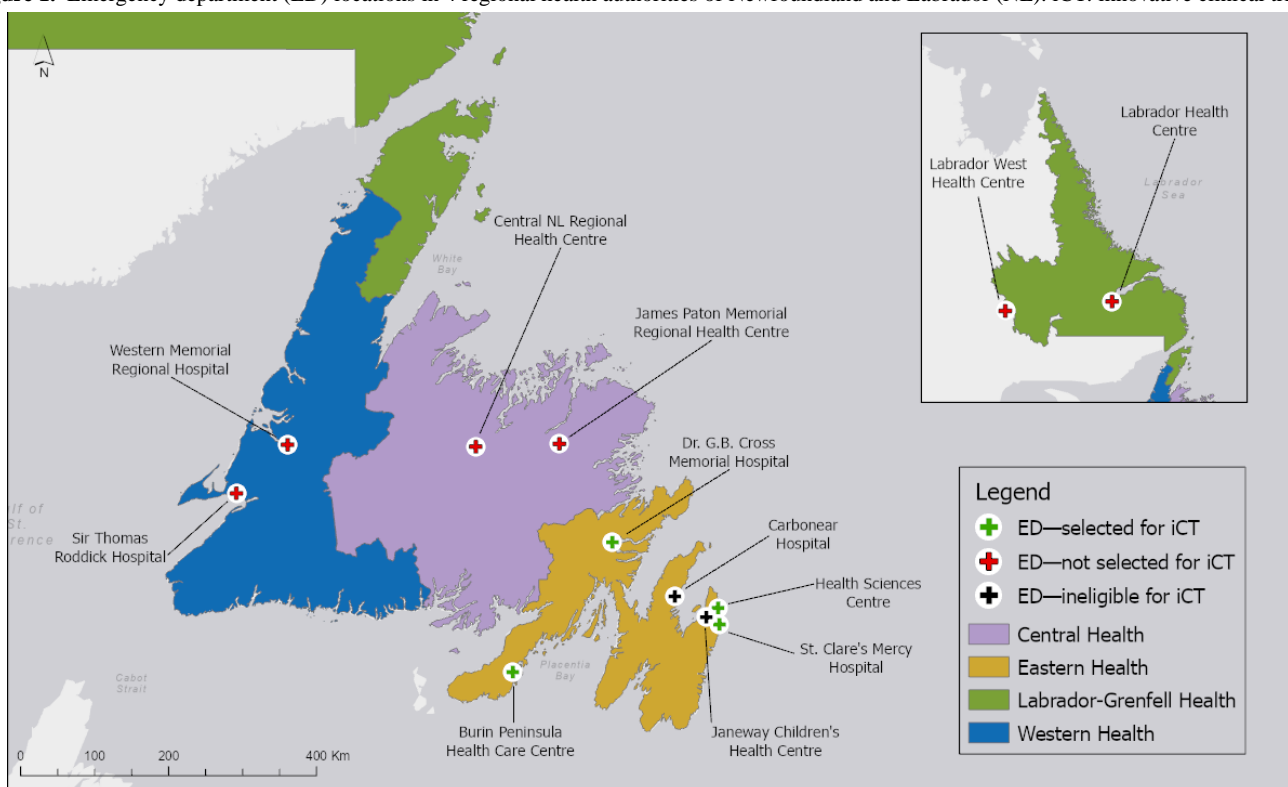 N
Labrador Health
Centre
Labrador West
Health Centre
Labrador
Sea
Central NL Regional
Health Centre
White
Bay
James Paton Memorial
Regional Health Centre
Western Memorial
Regional Hospital
Dr. G.B. Cross
Memorial Hospital
Sir Thomas
Roddick Hospital
St.
Carbonear
Hospital
Health Sciences
Centre
St. Clare's Mercy
Hospital
Placentia
Bay
Cabot
Strait
Burin Peninsula
Health Care Centre
Janeway Children's
Health Centre
0 50 100 200 300 400 Km
Legend
ED—selected for iCT
ED—not selected for iCT
ED—ineligible for iCT
Central Health
Eastern Health
Labrador-Grenfell Health
Western Health